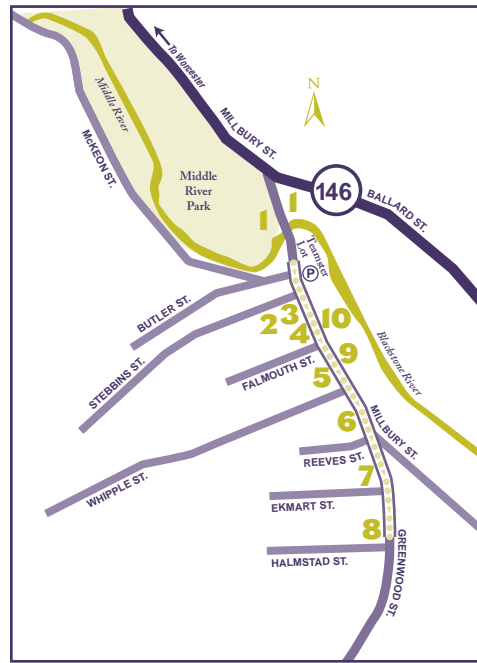 To Worcester
N
Middle River
MILLBURY ST.
McKEON ST.
Middle
River
Park
146
BALLARD ST.
1
1
Teamster
Lot
P
BUTLER ST.
2
3
10
4
STEBBINS ST.
9
Blackstone River
FALMOUTH ST.
5
6
MILLBURY ST.
REEVES ST.
7
WHIPPLE ST.
EKMART ST.
8
GREENWOOD ST.
HALMSTAD ST.